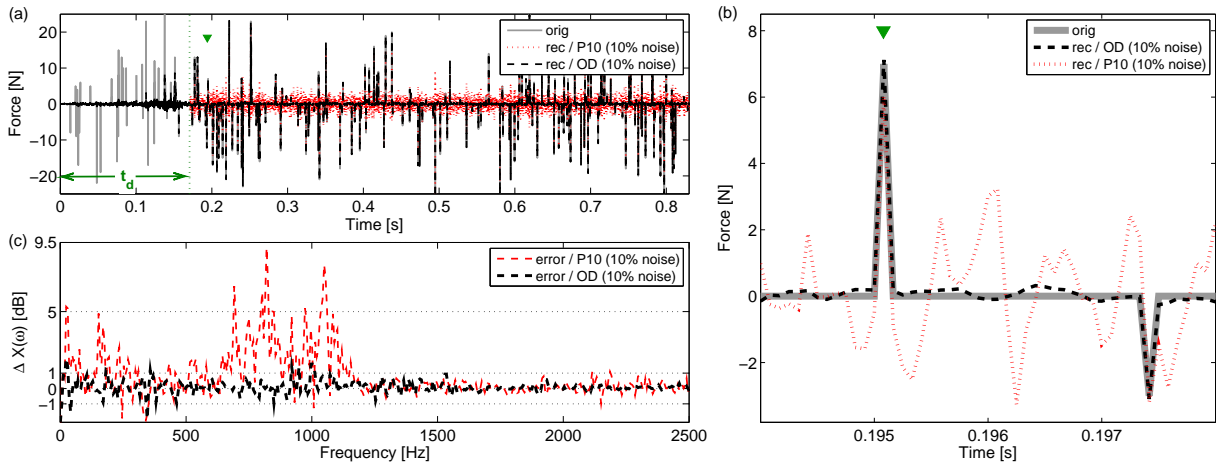 (a)
20
10
0
−10
−20
Force [N]
orig
rec / P10 (10% noise)
rec / OD (10% noise)
t_d
0 0.1 0.2 0.3 0.4 0.5 0.6 0.7 0.8
Time [s]
(c)
9.5
5
1
0
−1
Δ X(ω) [dB]
error / P10 (10% noise)
error / OD (10% noise)
0 500 1000 1500 2000 2500
Frequency [Hz]
(b)
8
6
4
2
0
−2
Force [N]
orig
rec / OD (10% noise)
rec / P10 (10% noise)
0.195 0.196 0.197
Time [s]